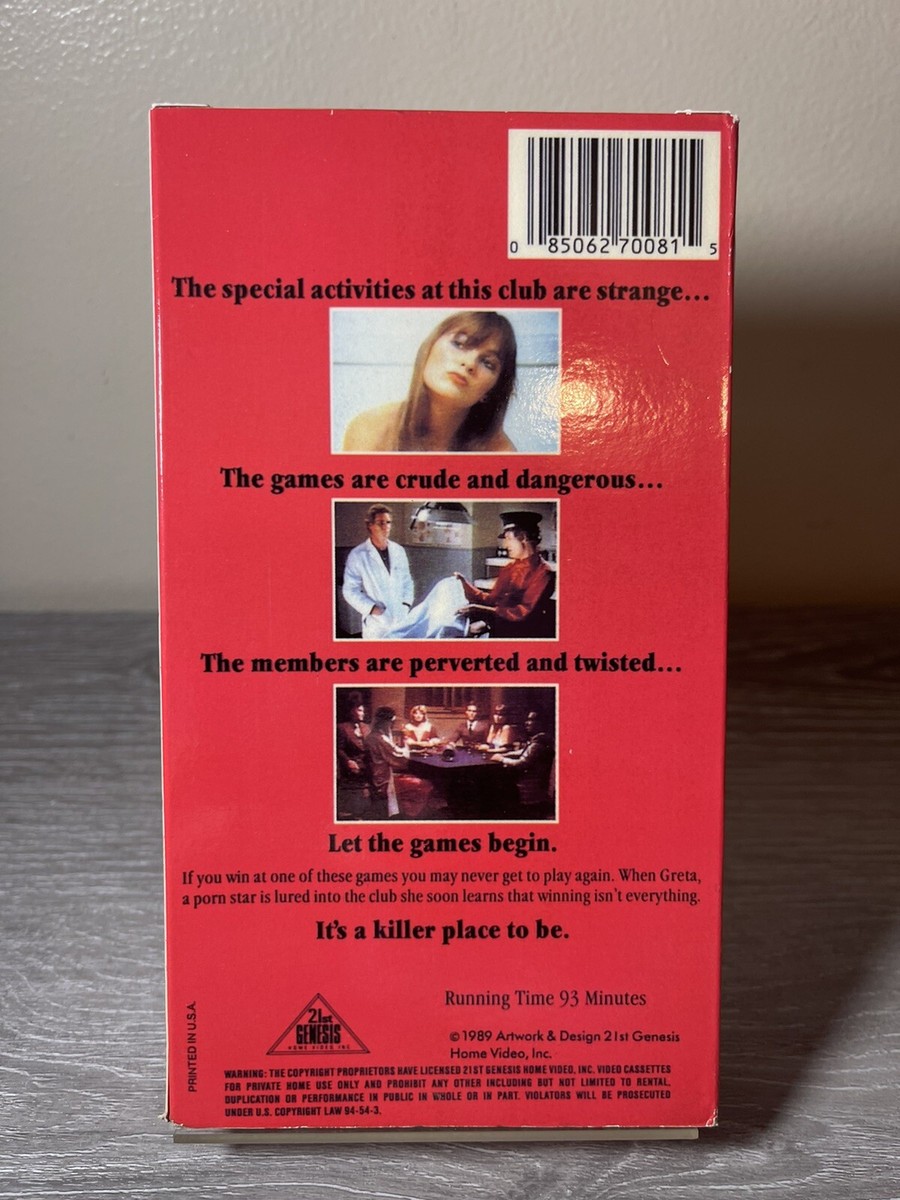 0 85062 70081 5
The special activities at this club are strange...
The games are crude and dangerous...
The members are perverted and twisted...
Let the games begin.
If you win at one of these games you may never get to play again. When Greta,
a porn star is lured into the club she soon learns that winning isn't everything.
It's a killer place to be.
PRINTED IN U.S.A.
21st
GENESIS
HOME VIDEO INC
Running Time 93 Minutes
©1989 Artwork & Design 21st Genesis
Home Video, Inc.
WARNING: THE COPYRIGHT PROPRIETORS HAVE LICENSED 21ST GENESIS HOME VIDEO, INC. VIDEO CASSETTES
FOR PRIVATE HOME USE ONLY AND PROHIBIT ANY OTHER INCLUDING BUT NOT LIMITED TO RENTAL,
DUPLICATION OR PERFORMANCE IN PUBLIC IN WHOLE OR IN PART. VIOLATORS WILL BE PROSECUTED
UNDER U.S. COPYRIGHT LAW 94-54-3.